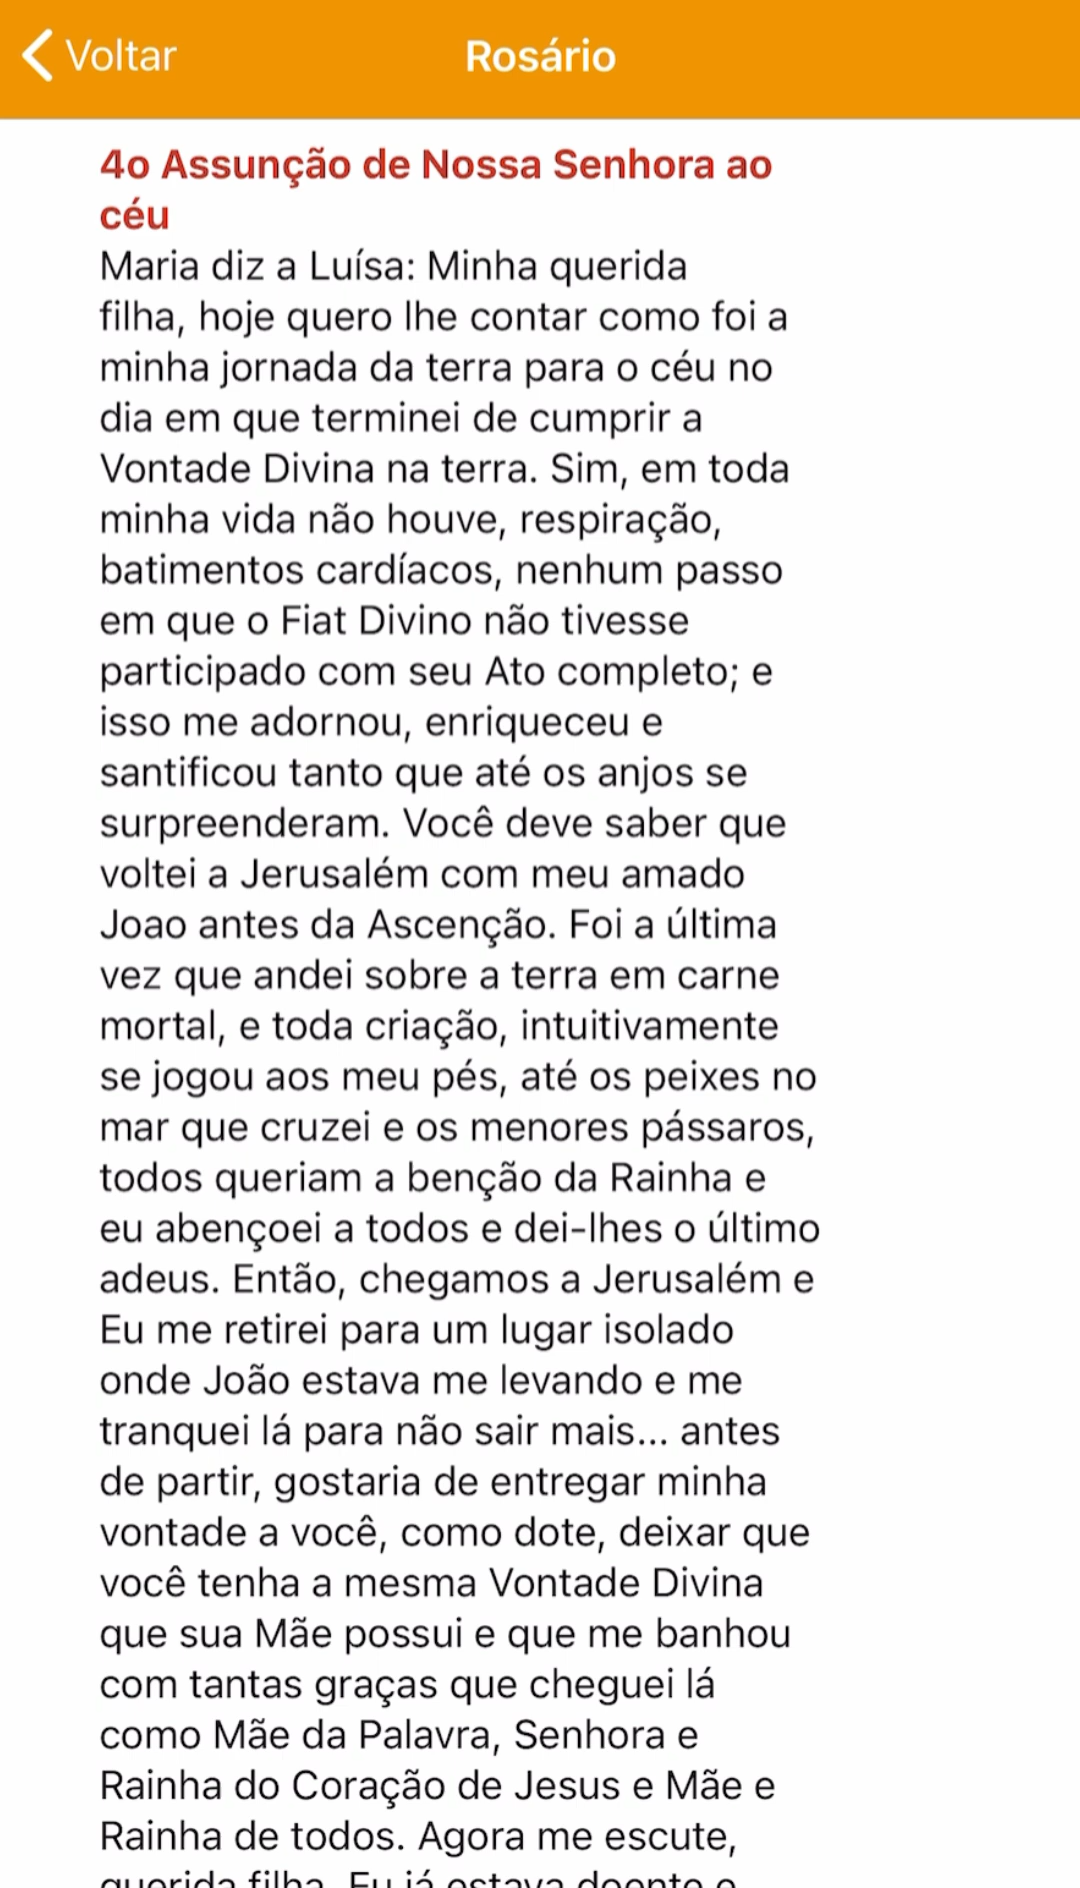 Voltar
Rosário
4o Assunção de Nossa Senhora ao
céu
Maria diz a Luísa: Minha querida
filha, hoje quero lhe contar como foi a
minha jornada da terra para o céu no
dia em que terminei de cumprir a
Vontade Divina na terra. Sim, em toda
minha vida não houve, respiração,
batimentos cardíacos, nenhum passo
em que o Fiat Divino não tivesse
participado com seu Ato completo; e
isso me adornou, enriqueceu e
santificou tanto que até os anjos se
surpreenderam. Você deve saber que
voltei a Jerusalém com meu amado
Joao antes da Ascenção. Foi a última
vez que andei sobre a terra em carne
mortal, e toda criação, intuitivamente
se jogou aos meu pés, até os peixes no
mar que cruzei e os menores pássaros,
todos queriam a benção da Rainha e
eu abençoei a todos e dei-lhes o último
adeus. Então, chegamos a Jerusalém e
Eu me retirei para um lugar isolado
onde João estava me levando e me
tranquei lá para não sair mais... antes
de partir, gostaria de entregar minha
vontade a você, como dote, deixar que
você tenha a mesma Vontade Divina
que sua Mãe possui e que me banhou
com tantas graças que cheguei lá
como Mãe da Palavra, Senhora e
Rainha do Coração de Jesus e Mãe e
Rainha de todos. Agora me escute,
querida filha. Eu já estava doente e